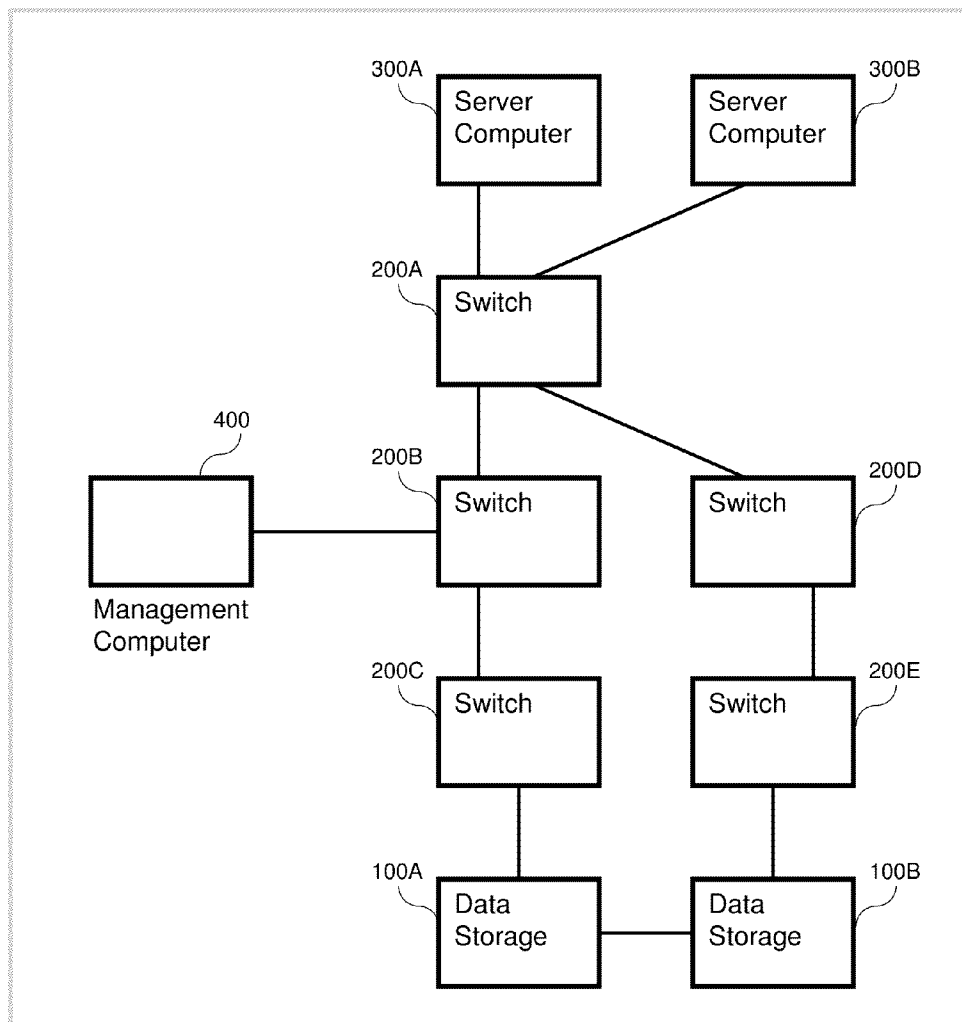 300A
Server
Computer
300B
Server
Computer
200A
Switch
400
Management
Computer
200B
Switch
200D
Switch
200C
Switch
200E
Switch
100A
Data
Storage
100B
Data
Storage